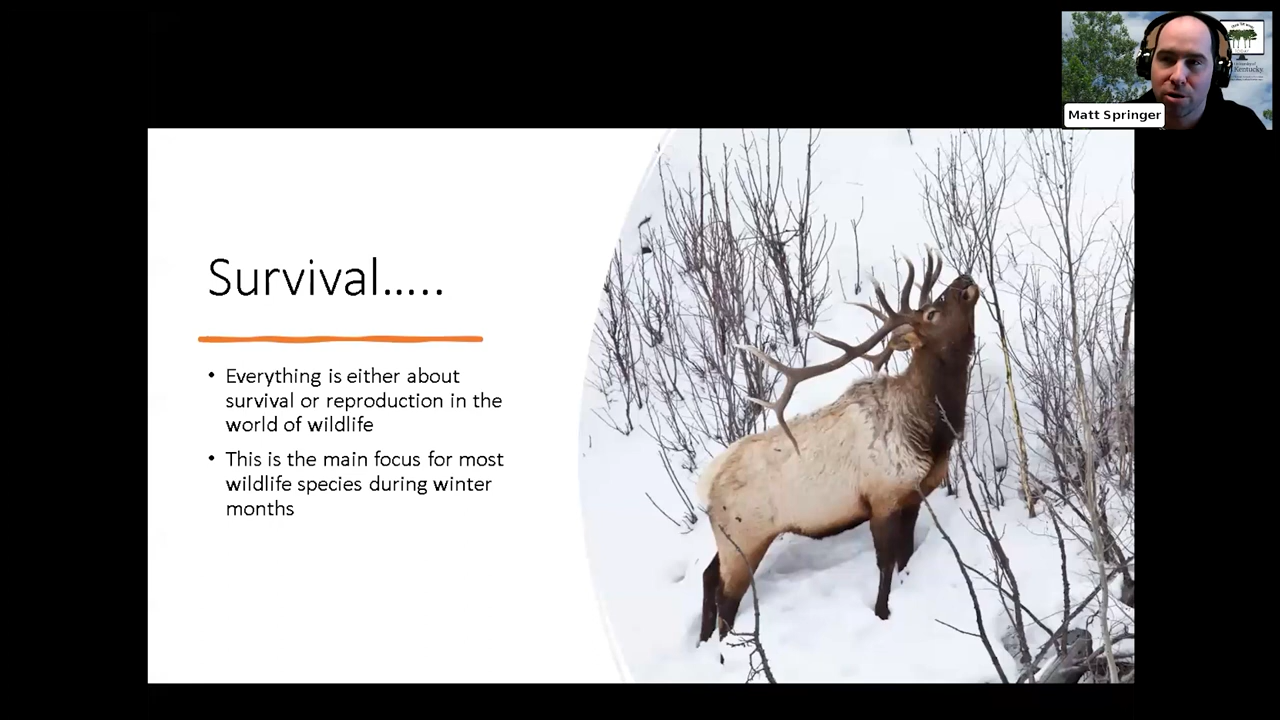 Kentucky
Matt Springer
Survival.....
• Everything is either about
survival or reproduction in the
world of wildlife
• This is the main focus for most
wildlife species during winter
months